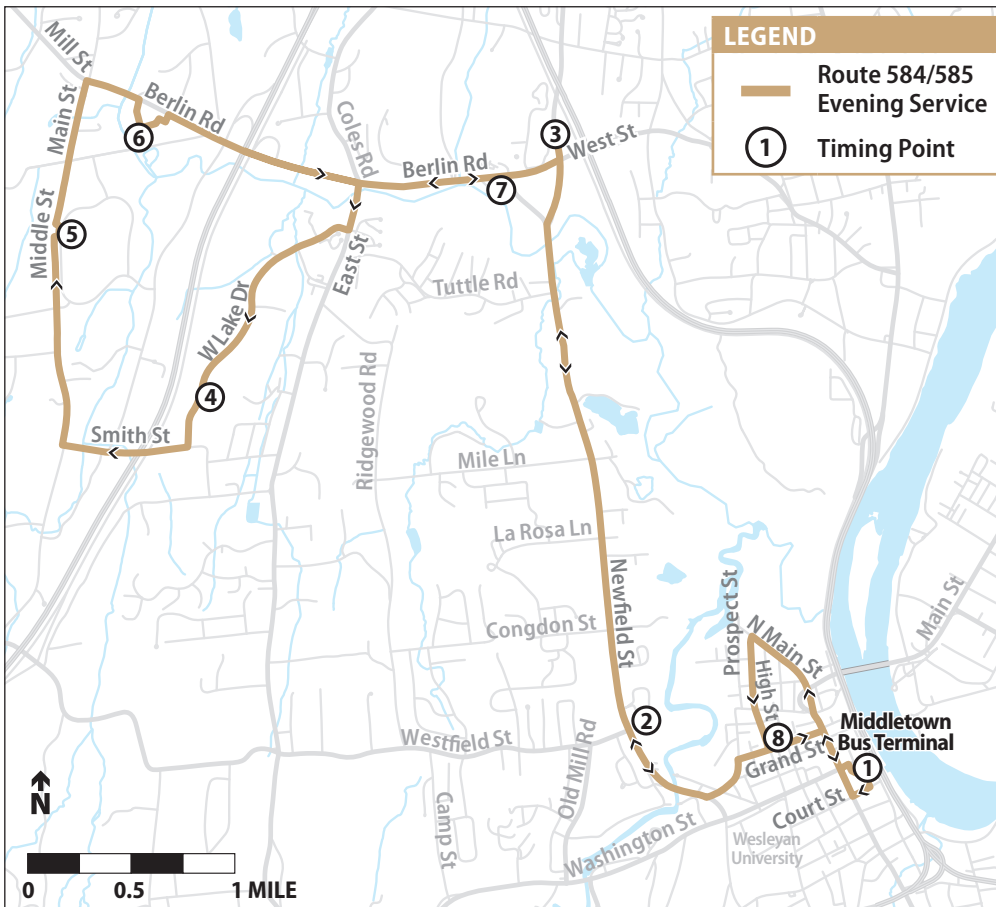 LEGEND
Route 584/585
Evening Service
1 Timing Point
Mill St
Main St
Berlin Rd
6
Coles Rd
3
West St
Berlin Rd
7
Middle St
5
East St
Tuttle Rd
W Lake Dr
4
Ridgewood Rd
Smith St
Mile Ln
La Rosa Ln
Newfield St
Prospect St
Main St
Congdon St
N Main St
High St
2
Westfield St
Old Mill Rd
8
Grand St
Middletown
Bus Terminal
1
Court St
Camp St
Washington St
Wesleyan
University
N
0 0.5 1 MILE